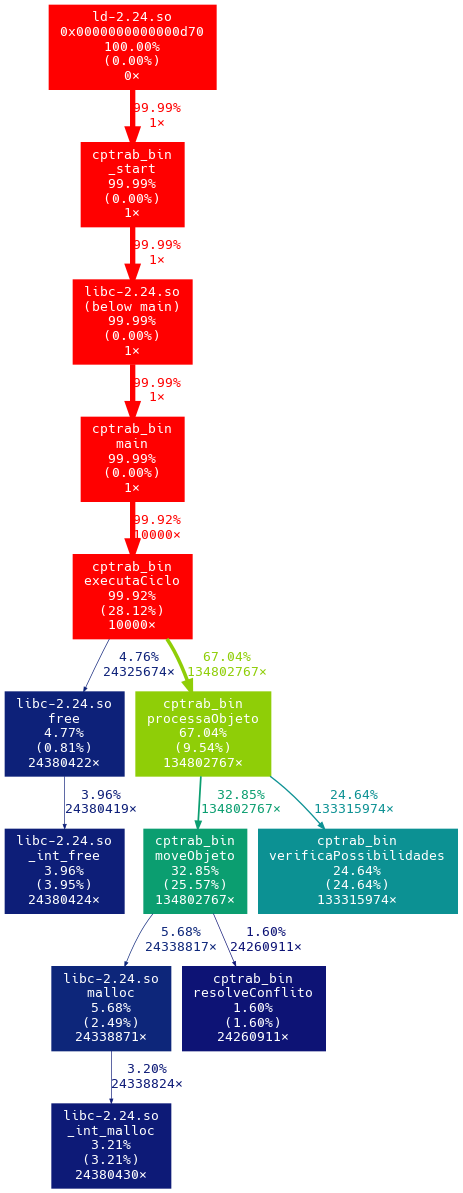 ld-2.24.so
0x0000000000000d70
100.00%
(0.00%)
0×
99.99%
1×
cptrab_bin
_start
99.99%
(0.00%)
1×
99.99%
1×
libc-2.24.so
(below main)
99.99%
(0.00%)
1×
99.99%
1×
cptrab_bin
main
99.99%
(0.00%)
1×
99.92%
10000×
cptrab_bin
executaCiclo
99.92%
(28.12%)
10000×
4.76%
24325674×
67.04%
134802767×
libc-2.24.so
free
4.77%
(0.81%)
24380422×
cptrab_bin
processaObjeto
67.04%
(9.54%)
134802767×
3.96%
24380419×
32.85%
134802767×
24.64%
133315974×
libc-2.24.so
_int_free
3.96%
(3.95%)
24380424×
cptrab_bin
moveObjeto
32.85%
(25.57%)
134802767×
cptrab_bin
verificaPossibilidades
24.64%
(24.64%)
133315974×
5.68%
24338817×
1.60%
24260911×
libc-2.24.so
malloc
5.68%
(2.49%)
24338871×
cptrab_bin
resolveConflito
1.60%
(1.60%)
24260911×
3.20%
24338824×
libc-2.24.so
_int_malloc
3.21%
(3.21%)
24380430×